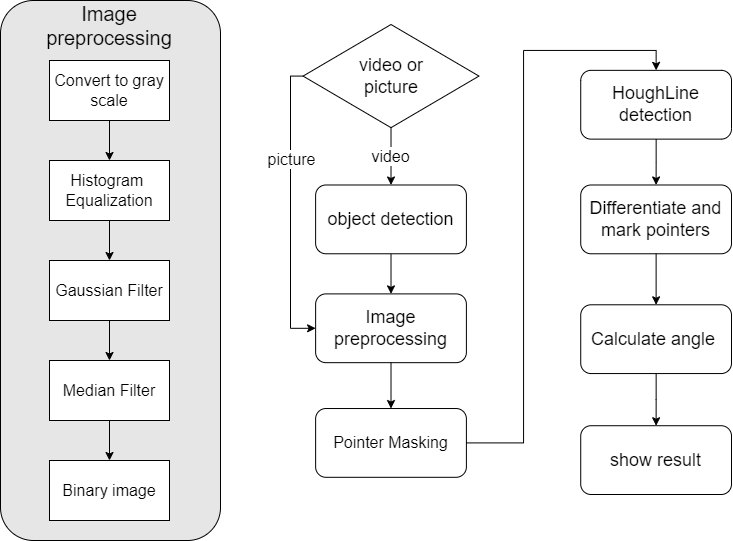 Image
preprocessing
Convert to gray
scale
Histogram
Equalization
Gaussian Filter
Median Filter
Binary image
video or
picture
picture
video
object detection
Image
preprocessing
Pointer Masking
HoughLine
detection
Differentiate and
mark pointers
Calculate angle
show result